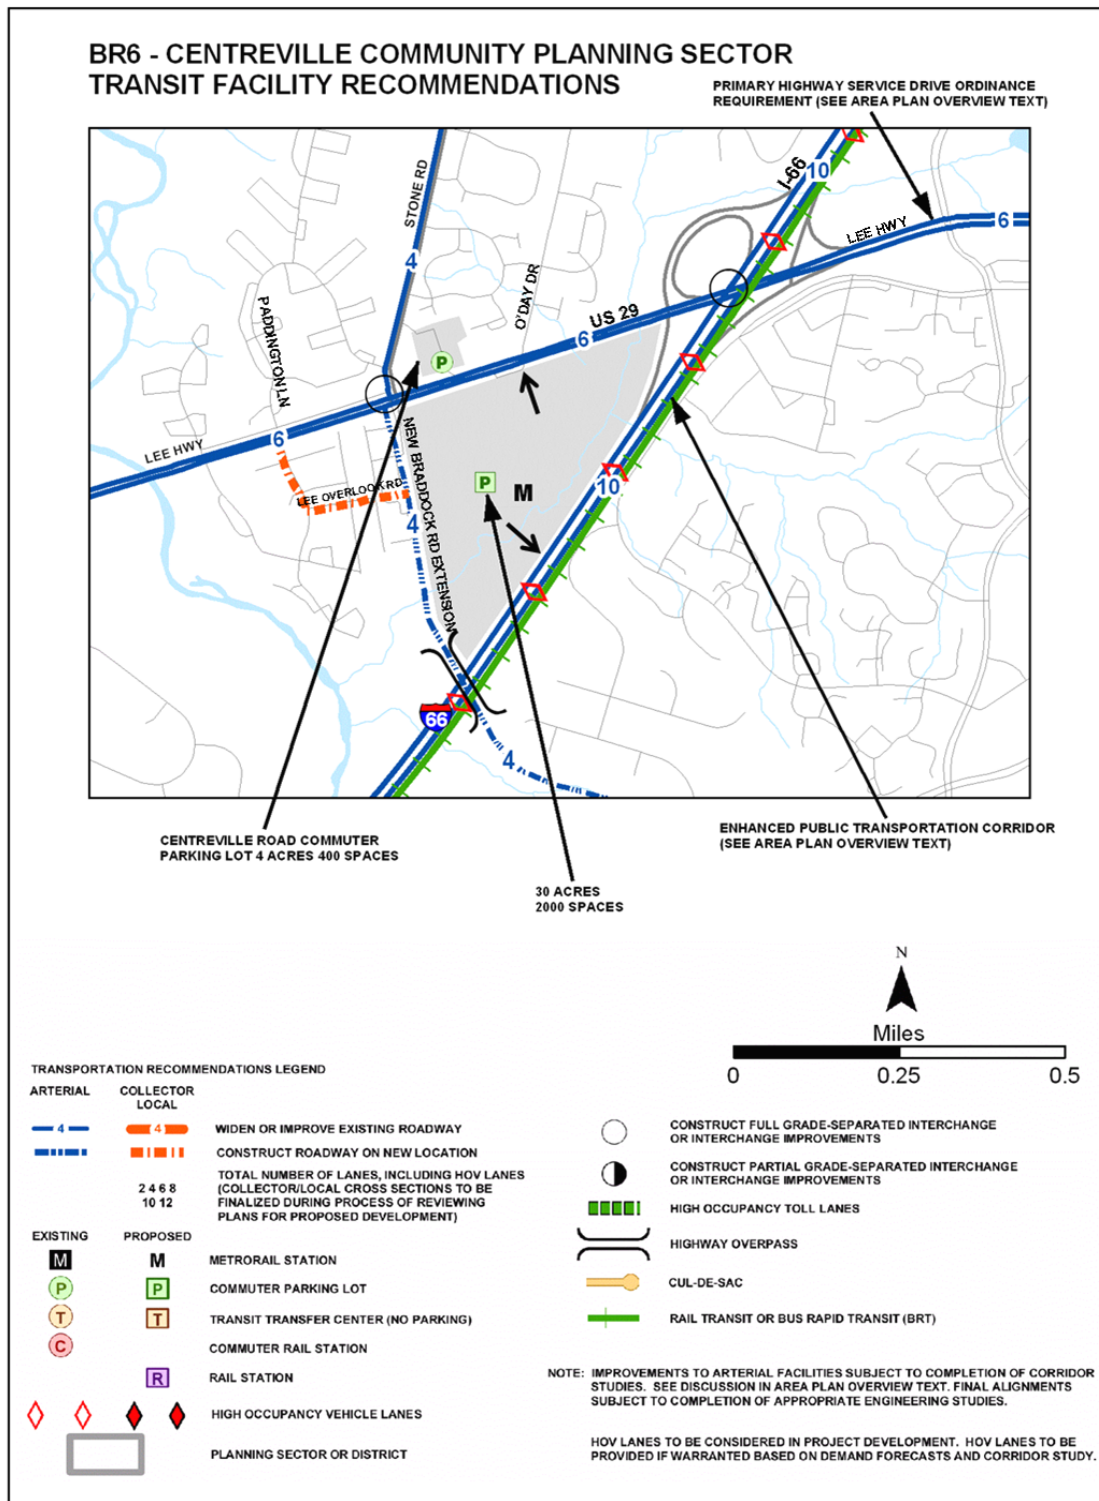 BR6 - CENTREVILLE COMMUNITY PLANNING SECTOR
TRANSIT FACILITY RECOMMENDATIONS
PRIMARY HIGHWAY SERVICE DRIVE ORDINANCE
REQUIREMENT (SEE AREA PLAN OVERVIEW TEXT)
STONE RD
4
I-66
10
LEE HWY
6
O'DAY DR
US 29
6
PADDINGTON LN
P
LEE HWY
6
NEW BRADDOCK RD EXTENSION
LEE OVERLOOK RD
4
P
M
10
66
4
CENTREVILLE ROAD COMMUTER
PARKING LOT 4 ACRES 400 SPACES
ENHANCED PUBLIC TRANSPORTATION CORRIDOR
(SEE AREA PLAN OVERVIEW TEXT)
30 ACRES
2000 SPACES
N
Miles
0 0.25 0.5
TRANSPORTATION RECOMMENDATIONS LEGEND
ARTERIAL COLLECTOR
LOCAL
4 4 WIDEN OR IMPROVE EXISTING ROADWAY
CONSTRUCT ROADWAY ON NEW LOCATION
2 4 6 8
10 12
TOTAL NUMBER OF LANES, INCLUDING HOV LANES
(COLLECTOR/LOCAL CROSS SECTIONS TO BE
FINALIZED DURING PROCESS OF REVIEWING
PLANS FOR PROPOSED DEVELOPMENT)
EXISTING PROPOSED
M M METRORAIL STATION
P P COMMUTER PARKING LOT
T T TRANSIT TRANSFER CENTER (NO PARKING)
C COMMUTER RAIL STATION
R RAIL STATION
HIGH OCCUPANCY VEHICLE LANES
PLANNING SECTOR OR DISTRICT
CONSTRUCT FULL GRADE-SEPARATED INTERCHANGE
OR INTERCHANGE IMPROVEMENTS
CONSTRUCT PARTIAL GRADE-SEPARATED INTERCHANGE
OR INTERCHANGE IMPROVEMENTS
HIGH OCCUPANCY TOLL LANES
HIGHWAY OVERPASS
CUL-DE-SAC
RAIL TRANSIT OR BUS RAPID TRANSIT (BRT)
NOTE: IMPROVEMENTS TO ARTERIAL FACILITIES SUBJECT TO COMPLETION OF CORRIDOR
STUDIES. SEE DISCUSSION IN AREA PLAN OVERVIEW TEXT. FINAL ALIGNMENTS
SUBJECT TO COMPLETION OF APPROPRIATE ENGINEERING STUDIES.
HOV LANES TO BE CONSIDERED IN PROJECT DEVELOPMENT. HOV LANES TO BE
PROVIDED IF WARRANTED BASED ON DEMAND FORECASTS AND CORRIDOR STUDY.